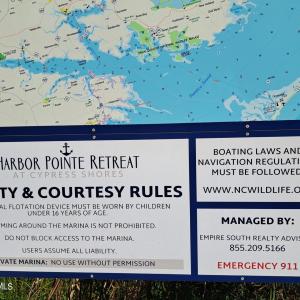 HARBOR POINTE RETREAT
AT CYPRESS SHORES
TY & COURTESY RULES
AL FLOTATION DEVICE MUST BE WORN BY CHILDREN
UNDER 16 YEARS OF AGE.
MING AROUND THE MARINA IS NOT PROHIBITED.
DO NOT BLOCK ACCESS TO THE MARINA.
USERS ASSUME ALL LIABILITY.
VATE MARINA: NO USE WITHOUT PERMISSION
BOATING LAWS AND
NAVIGATION REGULATI
MUST BE FOLLOWE
WWW.NCWILDLIFE.O
MANAGED BY:
EMPIRE SOUTH REALTY ADVIS
855.209.5166
EMERGENCY 911
MLS